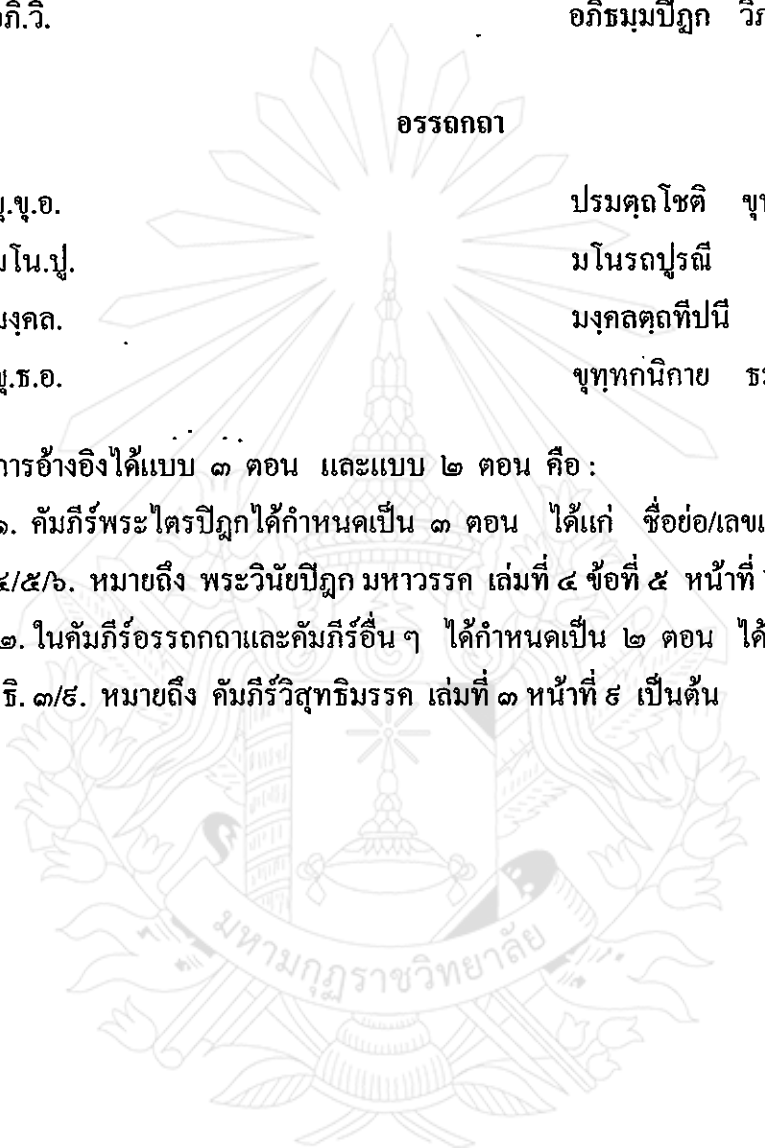 อภิ.วิ. อภิธมฺมปิฎก
อรรถกถา
ขุ.ขุ.อ. ปรมตฺถโชติ
มโน.ปู. มโนรถปูรณี
มงฺคล. มงฺคลตฺถทีปนี
ขุ.ธ.อ. ขุทฺทกนิกาย
การอ้างอิงได้แบบ ๓ ตอน และแบบ ๒ ตอน คือ :
๑. คัมภีร์พระไตรปิฎกได้กำหนดเป็น ๓ ตอน ได้แก่ ชื่อย่อ/เลข
๔/๕/๖. หมายถึง พระวินัยปิฎก มหาวรรค เล่มที่ ๔ ข้อที่ ๕ หน้าที่
๒. ในคัมภีร์อรรถกถาและคัมภีร์อื่น ๆ ได้กำหนดเป็น ๒ ตอน
ธิ. ๓/๙. หมายถึง คัมภีร์วิสุทธิมรรค เล่มที่ ๓ หน้าที่ ๙ เป็นต้น
มหามกุฏราชวิทยาลัย